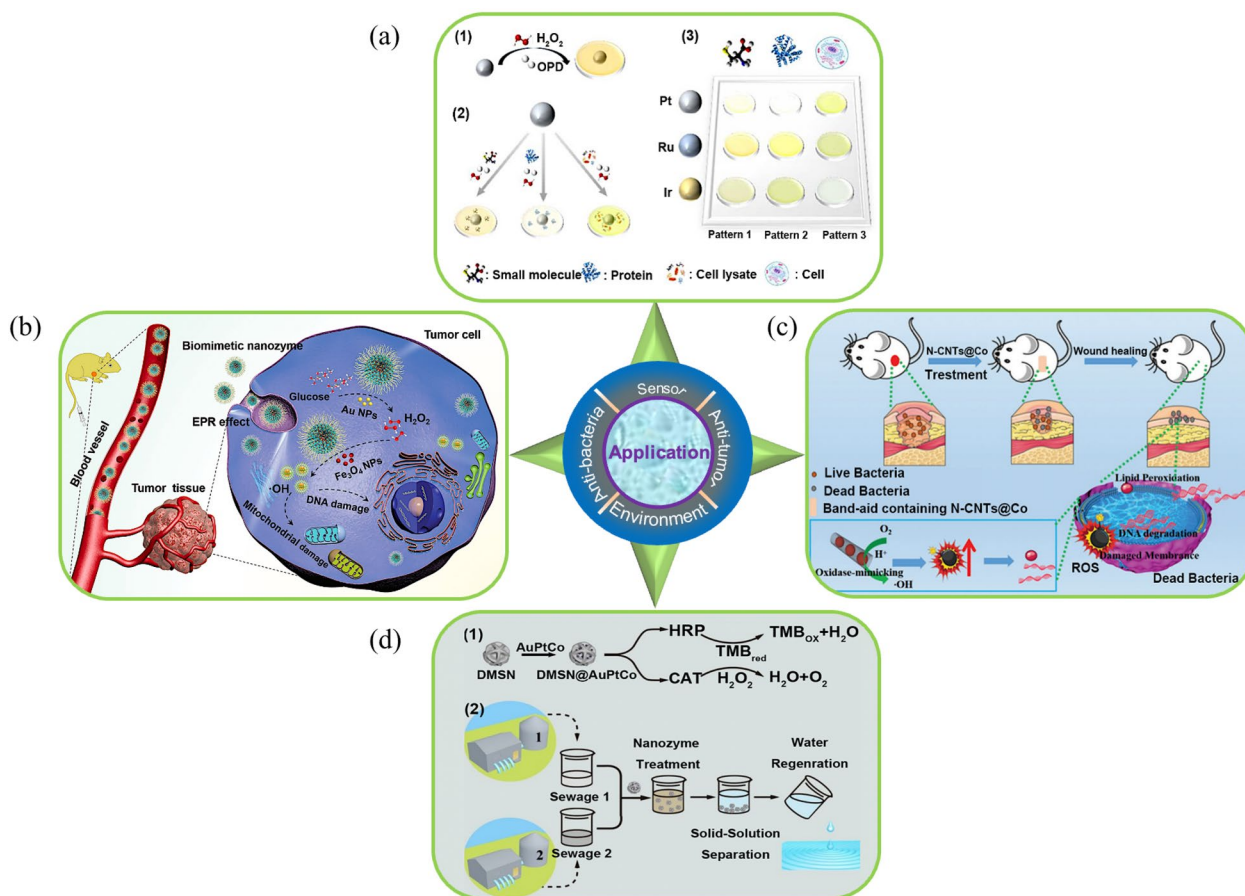 (a)
(1)
H₂O₂
OPD
(2)
(3)
Pt
Ru
Ir
Pattern 1 Pattern 2 Pattern 3
: Small molecule : Protein : Cell lysate : Cell
(b)
Tumor cell
Biomimetic nanozyme
Glucose
Au NPs
H₂O₂
EPR effect
Fe₃O₄ NPs
·OH
DNA damage
Mitochondrial damage
Blood vessel
Tumor tissue
Sensor
Anti-bacteria
Anti-tumor
Application
Environment
(c)
N-CNTs@Co
Trestment
Wound healing
Live Bacteria
Dead Bacteria
Band-aid containing N-CNTs@Co
Lipid Peroxidation
DNA degradation
Damaged Membrance
ROS
Dead Bacteria
O₂
H⁺
Oxidase-mimicking
·OH
(d)
(1)
AuPtCo
DMSN
DMSN@AuPtCo
HRP
TMBred
TMBOX+H₂O
CAT
H₂O₂
H₂O+O₂
(2)
1
Sewage 1
2
Sewage 2
Nanozyme
Treatment
Water
Regenration
Solid-Solution
Separation